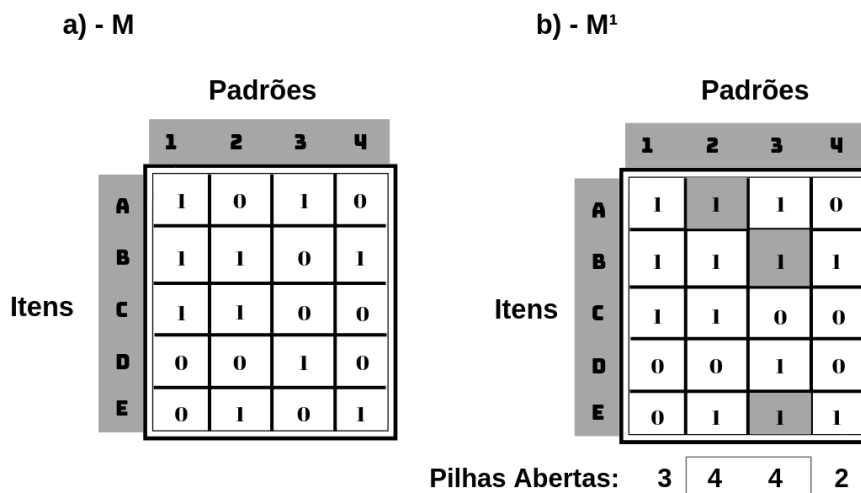 a) - M
Padrões
1 2 3 4
A 1 0 1 0
B 1 1 0 1
Itens
C 1 1 0 0
D 0 0 1 0
E 0 1 0 1
b) - M¹
Padrões
1 2 3 4
A 1 1 1 0
B 1 1 1 1
Itens
C 1 1 0 0
D 0 0 1 0
E 0 1 1 1
Pilhas Abertas: 3 4 4 2